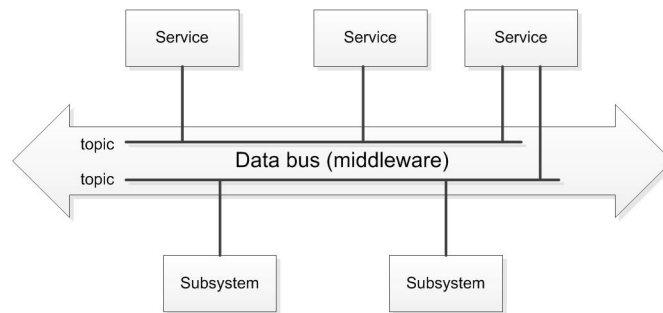 Service
Service
Service
topic
Data bus (middleware)
topic
Subsystem
Subsystem